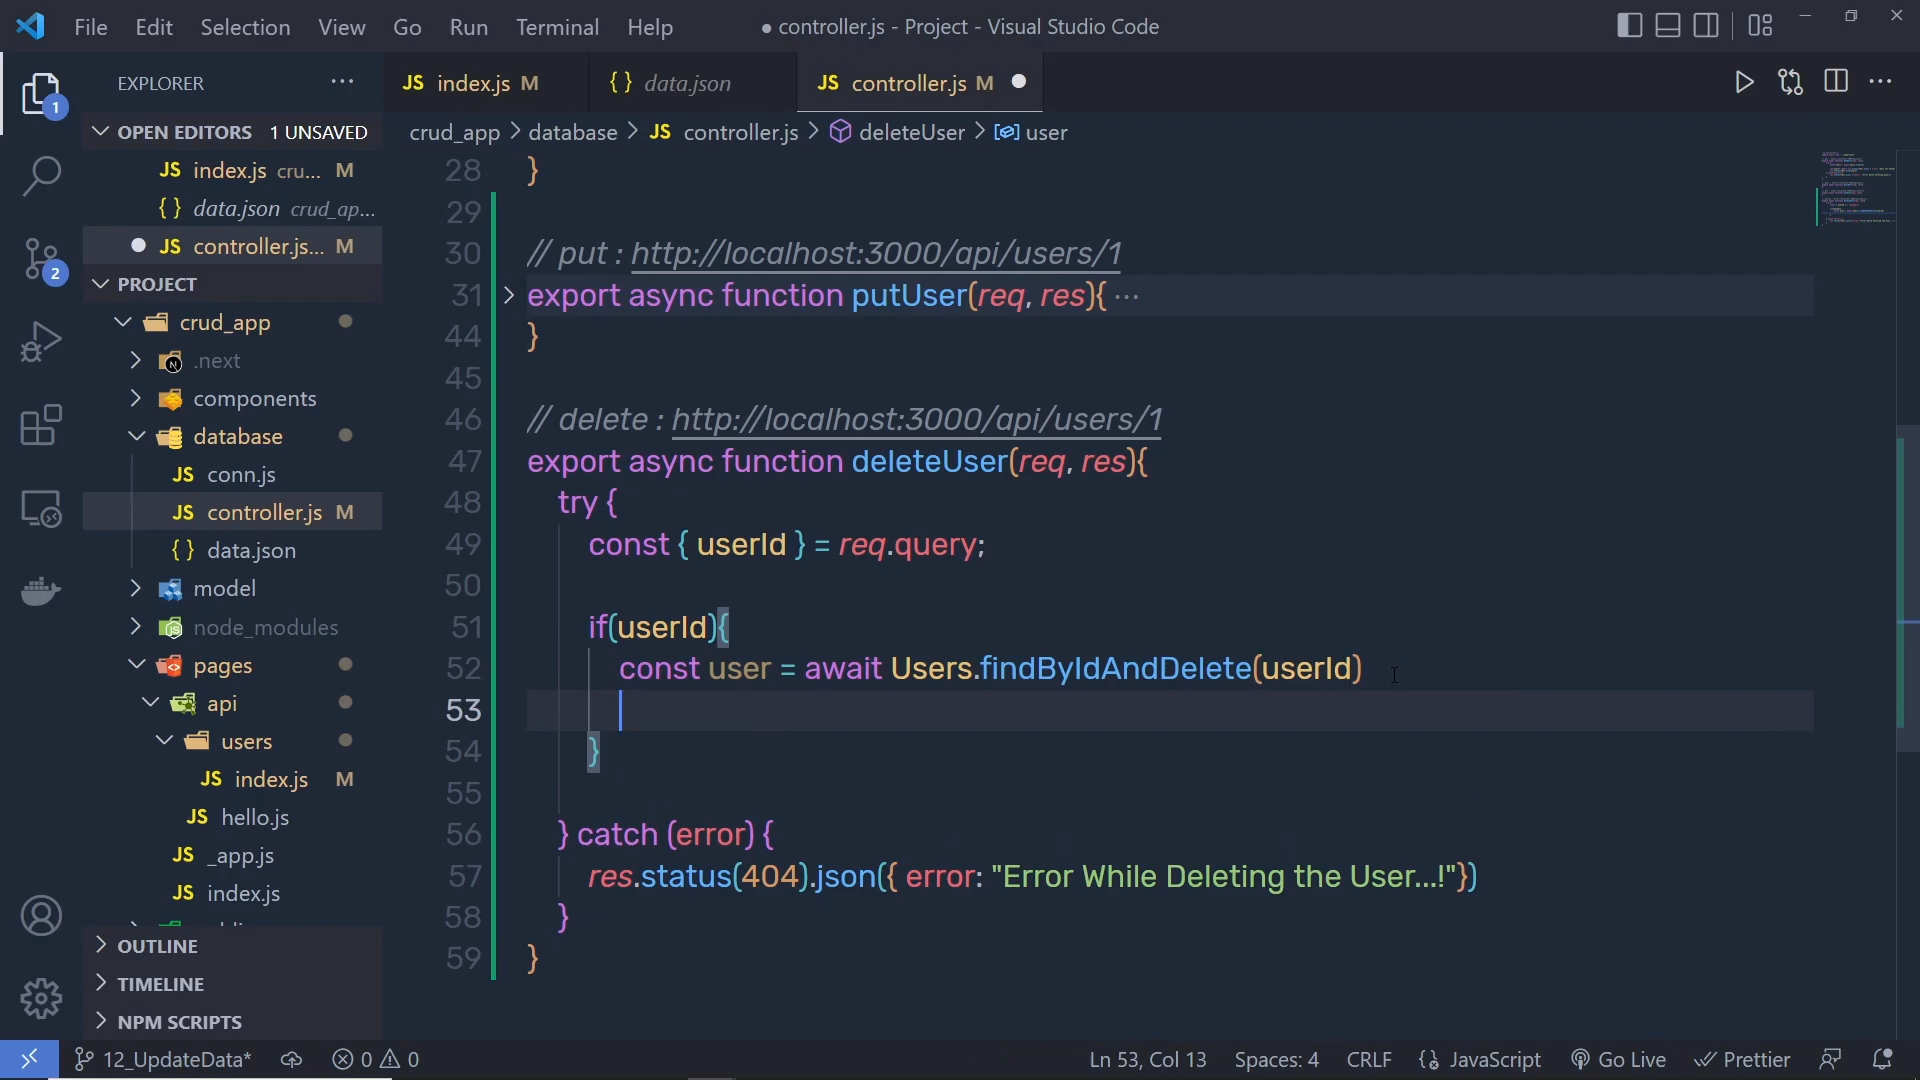 File Edit Selection View Go Run Terminal Help
● controller.js - Project - Visual Studio Code
EXPLORER ...
JS index.js M
{ } data.json
JS controller.js M
1
OPEN EDITORS 1 UNSAVED
JS index.js cru... M
{ } data.json crud_ap...
JS controller.js... M
2
PROJECT
crud_app
.next
components
database
JS conn.js
JS controller.js M
{ } data.json
model
node_modules
pages
api
users
JS index.js M
JS hello.js
JS _app.js
JS index.js
OUTLINE
TIMELINE
NPM SCRIPTS
crud_app > database > JS controller.js > deleteUser > user
28 }
29
30 // put : http://localhost:3000/api/users/1
31 export async function putUser(req, res){ ...
44 }
45
46 // delete : http://localhost:3000/api/users/1
47 export async function deleteUser(req, res){
48 try {
49 const { userId } = req.query;
50
51 if(userId){
52 const user = await Users.findByIdAndDelete(userId)
53
54 }
55
56 } catch (error) {
57 res.status(404).json({ error: "Error While Deleting the User...!"})
58 }
59 }
12_UpdateData* 0 0
Ln 53, Col 13 Spaces: 4 CRLF { } JavaScript Go Live Prettier